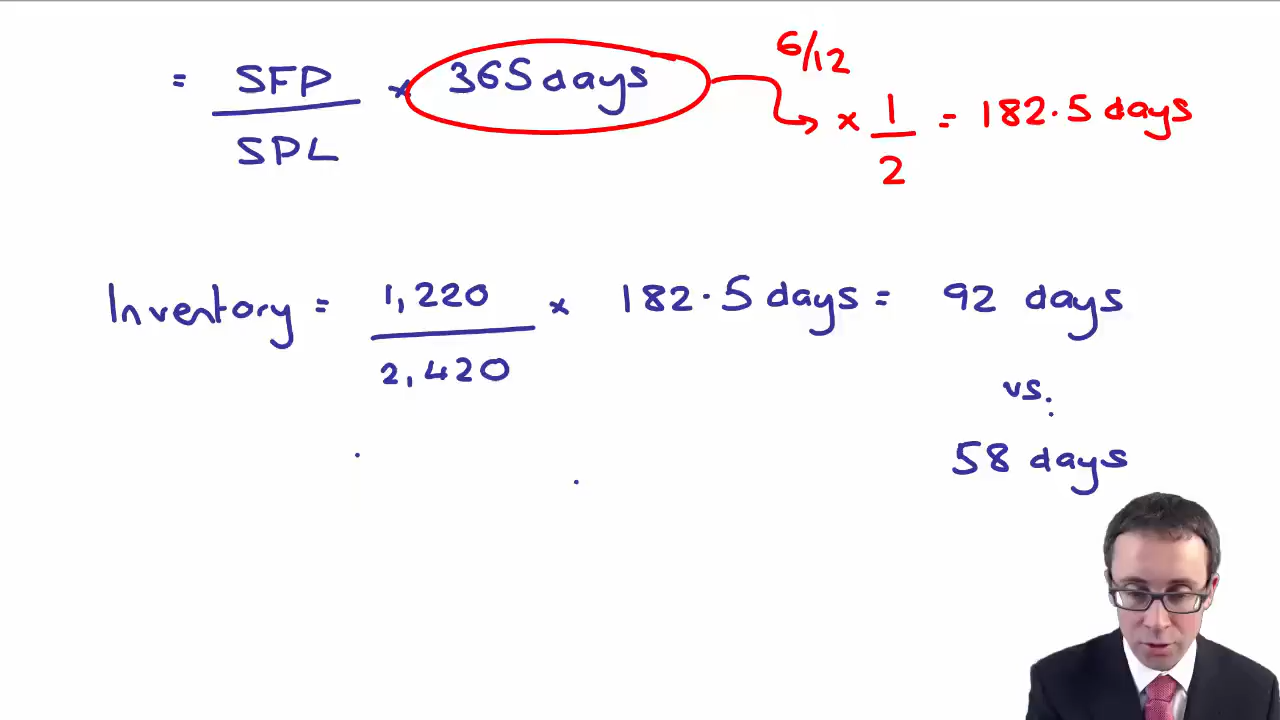 6/12
= SFP / SPL × 365 days
× 1/2 = 182.5 days
Inventory = 1,220 / 2,420 × 182.5 days = 92 days
vs.
58 days